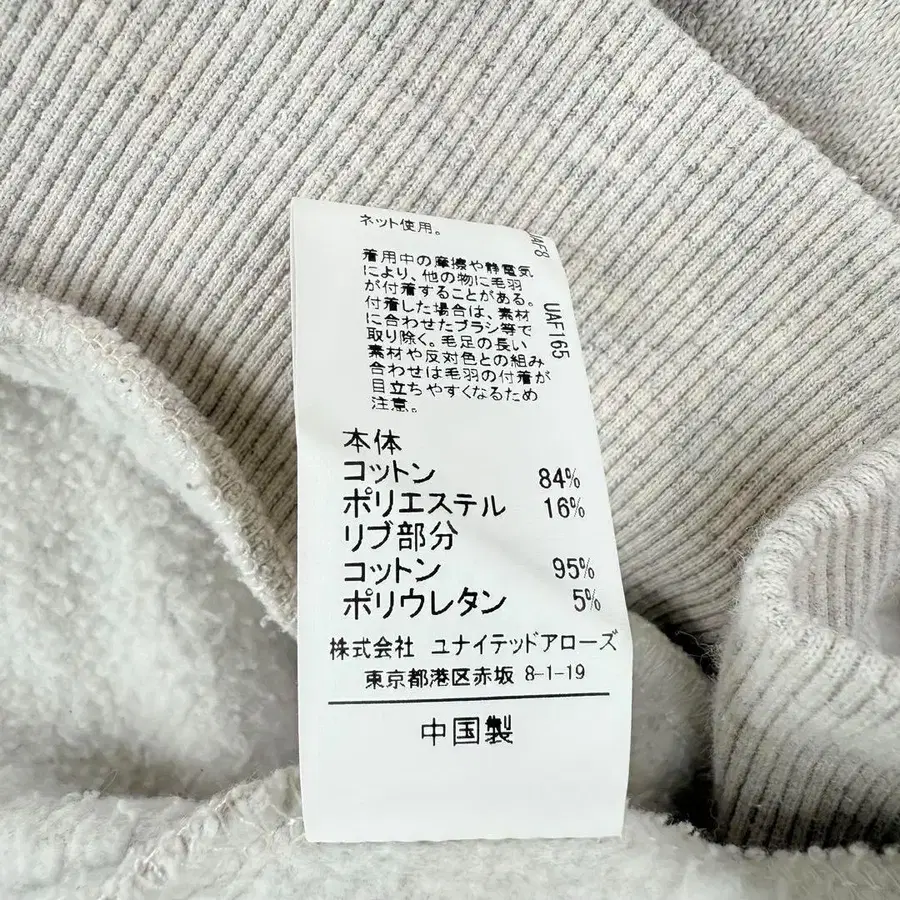 ネット使用。
着用中の摩擦や静電気
により、他の物に毛羽
が付着することがある。
付着した場合は、素材
に合わせたブラシ等で
取り除く。毛足の長い
素材や反対色との組み
合わせは毛羽の付着が
目立ちやすくなるため
注意。
UAF165
本体
コットン 84%
ポリエステル 16%
リブ部分
コットン 95%
ポリウレタン 5%
株式会社 ユナイテッドアローズ
東京都港区赤坂 8-1-19
中国製